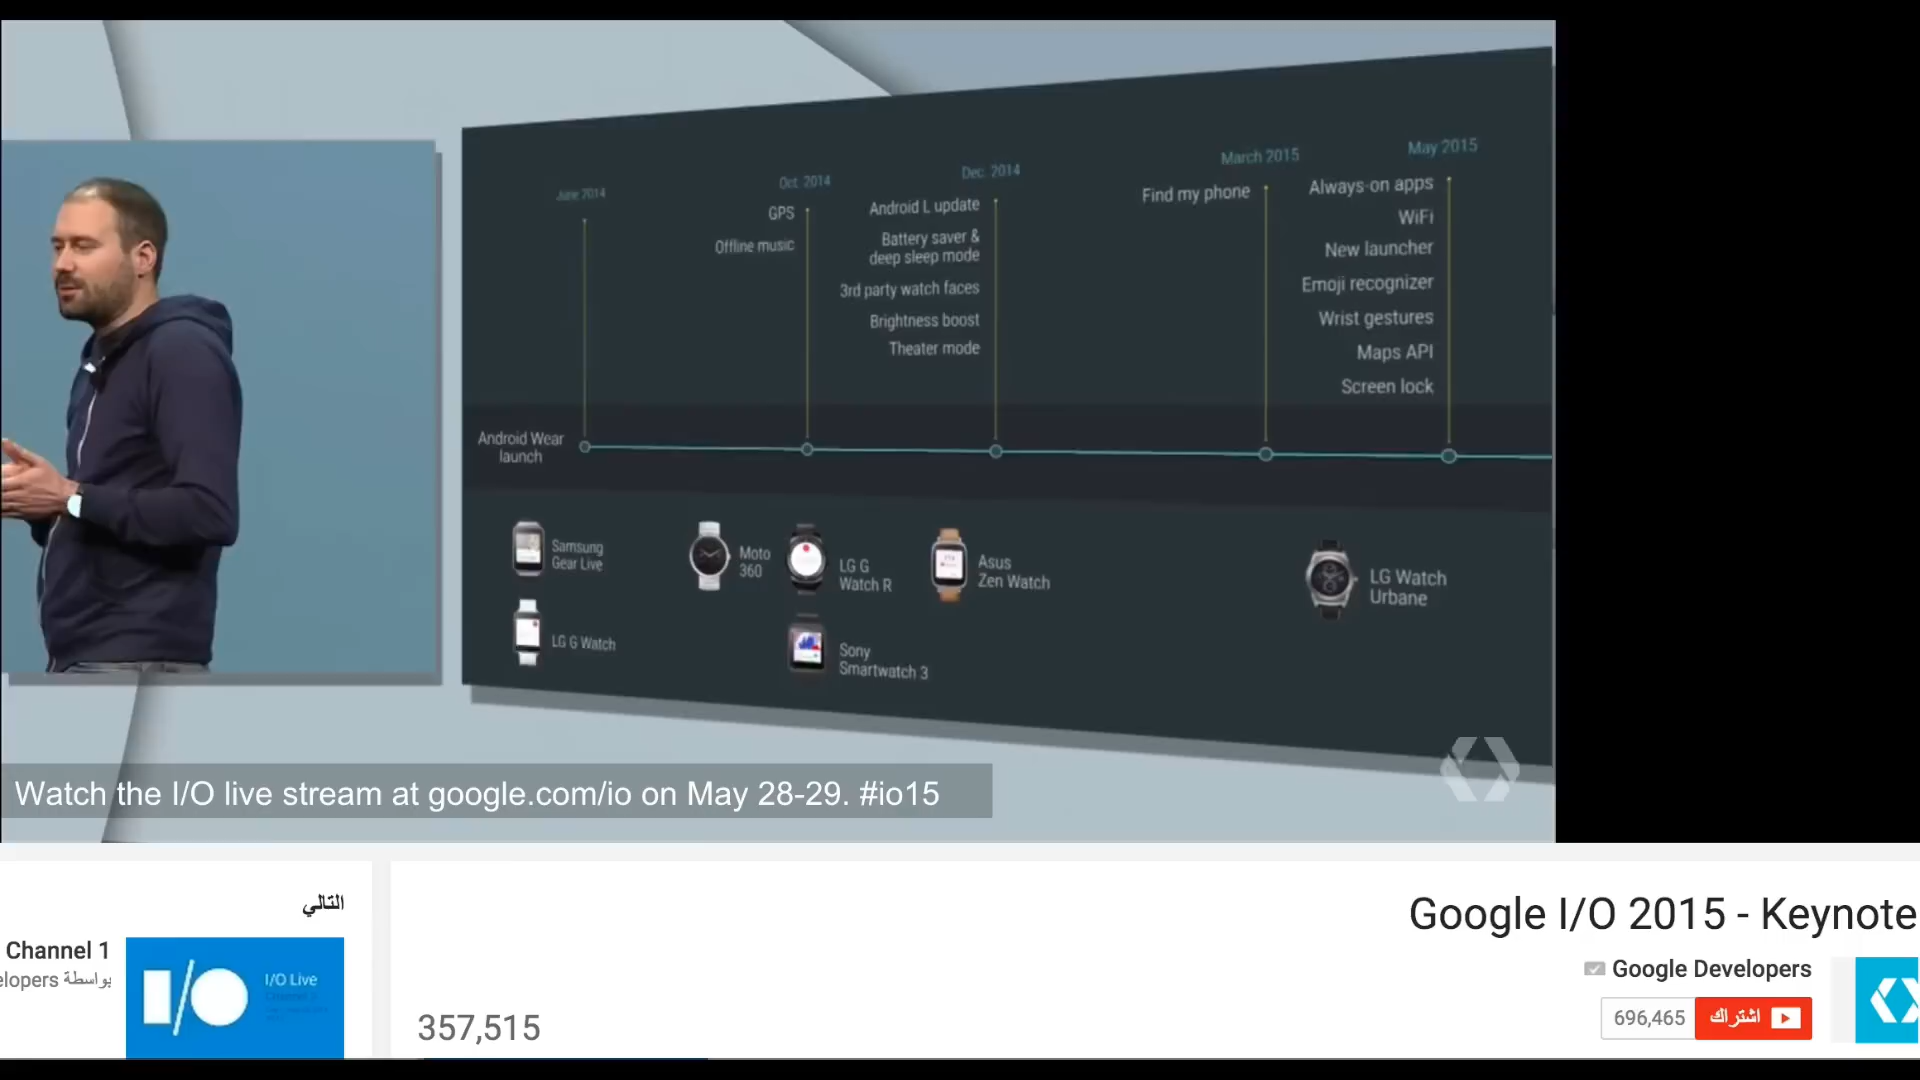 June 2014
Oct. 2014
GPS
Offline music
Dec. 2014
Android L update
Battery saver &
deep sleep mode
3rd party watch faces
Brightness boost
Theater mode
March 2015
Find my phone
May 2015
Always-on apps
WiFi
New launcher
Emoji recognizer
Wrist gestures
Maps API
Screen lock
Android Wear
launch
Samsung
Gear Live
LG G Watch
Moto
360
LG G
Watch R
Sony
Smartwatch 3
Asus
Zen Watch
LG Watch
Urbane
Watch the I/O live stream at google.com/io on May 28-29. #io15
التالي
Channel 1
بواسطة elopers
I/O
I/O Live
Google I/O 2015 - Keynote
Google Developers
696,465
اشتراك
357,515